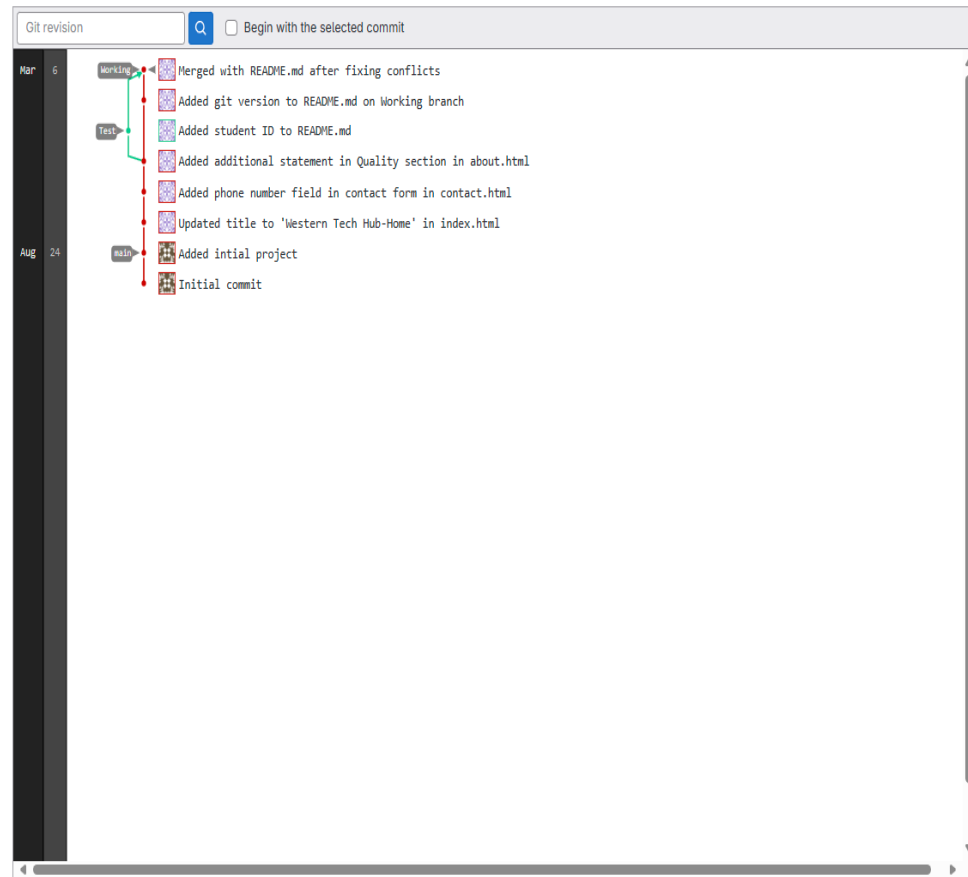 Git revision Begin with the selected commit
Mar 6 Working Merged with README.md after fixing conflicts
Added git version to README.md on Working branch
Test Added student ID to README.md
Added additional statement in Quality section in about.html
Added phone number field in contact form in contact.html
Updated title to 'Western Tech Hub-Home' in index.html
Aug 24 main Added intial project
Initial commit